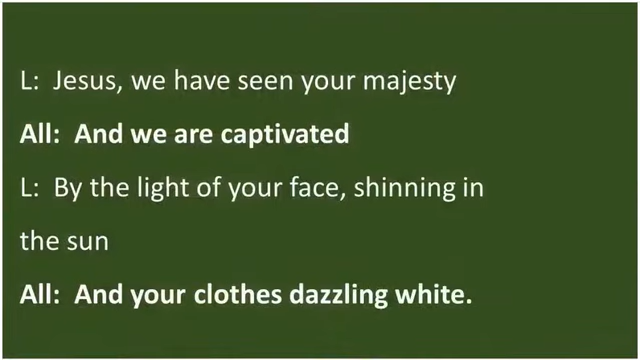 L: Jesus, we have seen your majesty
All: And we are captivated
L: By the light of your face, shinning in
the sun
All: And your clothes dazzling white.